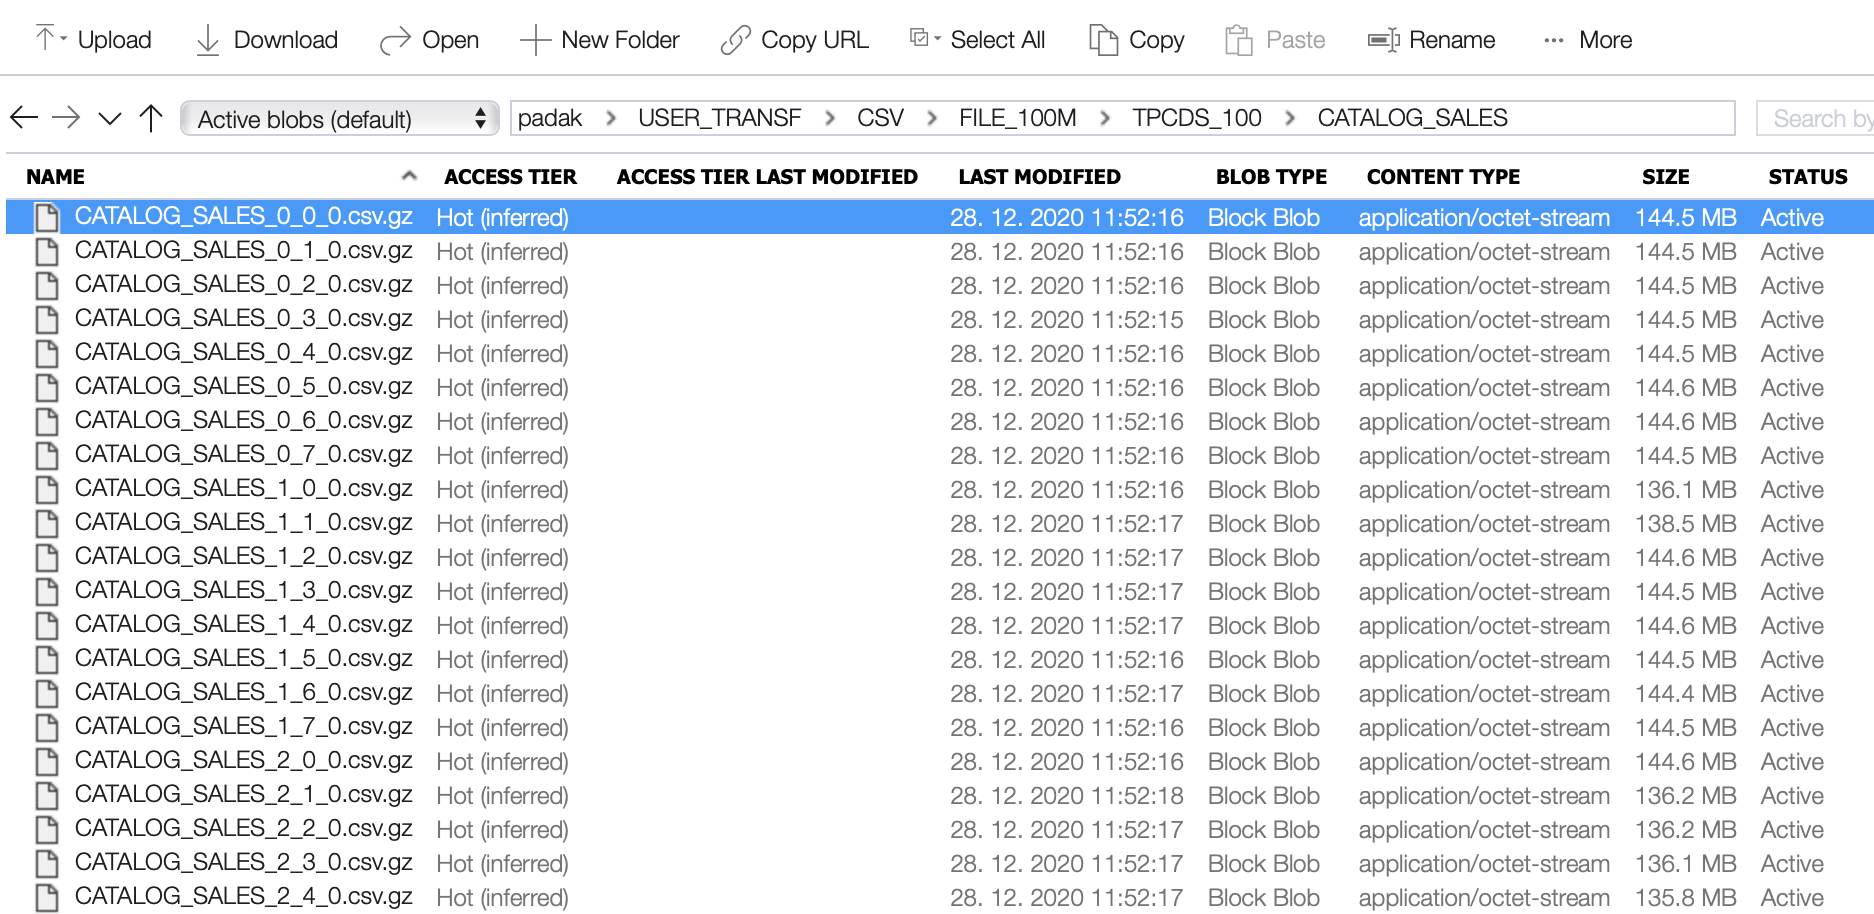 Upload Download Open New Folder Copy URL Select All Copy Paste Rename ··· More
Active blobs (default) padak > USER_TRANSF > CSV > FILE_100M > TPCDS_100 > CATALOG_SALES Search by
NAME ACCESS TIER ACCESS TIER LAST MODIFIED LAST MODIFIED BLOB TYPE CONTENT TYPE SIZE STATUS
CATALOG_SALES_0_0_0.csv.gz Hot (inferred) 28. 12. 2020 11:52:16 Block Blob application/octet-stream 144.5 MB Active
CATALOG_SALES_0_1_0.csv.gz Hot (inferred) 28. 12. 2020 11:52:16 Block Blob application/octet-stream 144.5 MB Active
CATALOG_SALES_0_2_0.csv.gz Hot (inferred) 28. 12. 2020 11:52:16 Block Blob application/octet-stream 144.5 MB Active
CATALOG_SALES_0_3_0.csv.gz Hot (inferred) 28. 12. 2020 11:52:15 Block Blob application/octet-stream 144.5 MB Active
CATALOG_SALES_0_4_0.csv.gz Hot (inferred) 28. 12. 2020 11:52:16 Block Blob application/octet-stream 144.5 MB Active
CATALOG_SALES_0_5_0.csv.gz Hot (inferred) 28. 12. 2020 11:52:16 Block Blob application/octet-stream 144.6 MB Active
CATALOG_SALES_0_6_0.csv.gz Hot (inferred) 28. 12. 2020 11:52:16 Block Blob application/octet-stream 144.6 MB Active
CATALOG_SALES_0_7_0.csv.gz Hot (inferred) 28. 12. 2020 11:52:16 Block Blob application/octet-stream 144.5 MB Active
CATALOG_SALES_1_0_0.csv.gz Hot (inferred) 28. 12. 2020 11:52:16 Block Blob application/octet-stream 136.1 MB Active
CATALOG_SALES_1_1_0.csv.gz Hot (inferred) 28. 12. 2020 11:52:17 Block Blob application/octet-stream 138.5 MB Active
CATALOG_SALES_1_2_0.csv.gz Hot (inferred) 28. 12. 2020 11:52:17 Block Blob application/octet-stream 144.6 MB Active
CATALOG_SALES_1_3_0.csv.gz Hot (inferred) 28. 12. 2020 11:52:17 Block Blob application/octet-stream 144.5 MB Active
CATALOG_SALES_1_4_0.csv.gz Hot (inferred) 28. 12. 2020 11:52:17 Block Blob application/octet-stream 144.6 MB Active
CATALOG_SALES_1_5_0.csv.gz Hot (inferred) 28. 12. 2020 11:52:16 Block Blob application/octet-stream 144.5 MB Active
CATALOG_SALES_1_6_0.csv.gz Hot (inferred) 28. 12. 2020 11:52:17 Block Blob application/octet-stream 144.4 MB Active
CATALOG_SALES_1_7_0.csv.gz Hot (inferred) 28. 12. 2020 11:52:16 Block Blob application/octet-stream 144.5 MB Active
CATALOG_SALES_2_0_0.csv.gz Hot (inferred) 28. 12. 2020 11:52:16 Block Blob application/octet-stream 144.6 MB Active
CATALOG_SALES_2_1_0.csv.gz Hot (inferred) 28. 12. 2020 11:52:18 Block Blob application/octet-stream 136.2 MB Active
CATALOG_SALES_2_2_0.csv.gz Hot (inferred) 28. 12. 2020 11:52:17 Block Blob application/octet-stream 136.2 MB Active
CATALOG_SALES_2_3_0.csv.gz Hot (inferred) 28. 12. 2020 11:52:17 Block Blob application/octet-stream 136.1 MB Active
CATALOG_SALES_2_4_0.csv.gz Hot (inferred) 28. 12. 2020 11:52:17 Block Blob application/octet-stream 135.8 MB Active